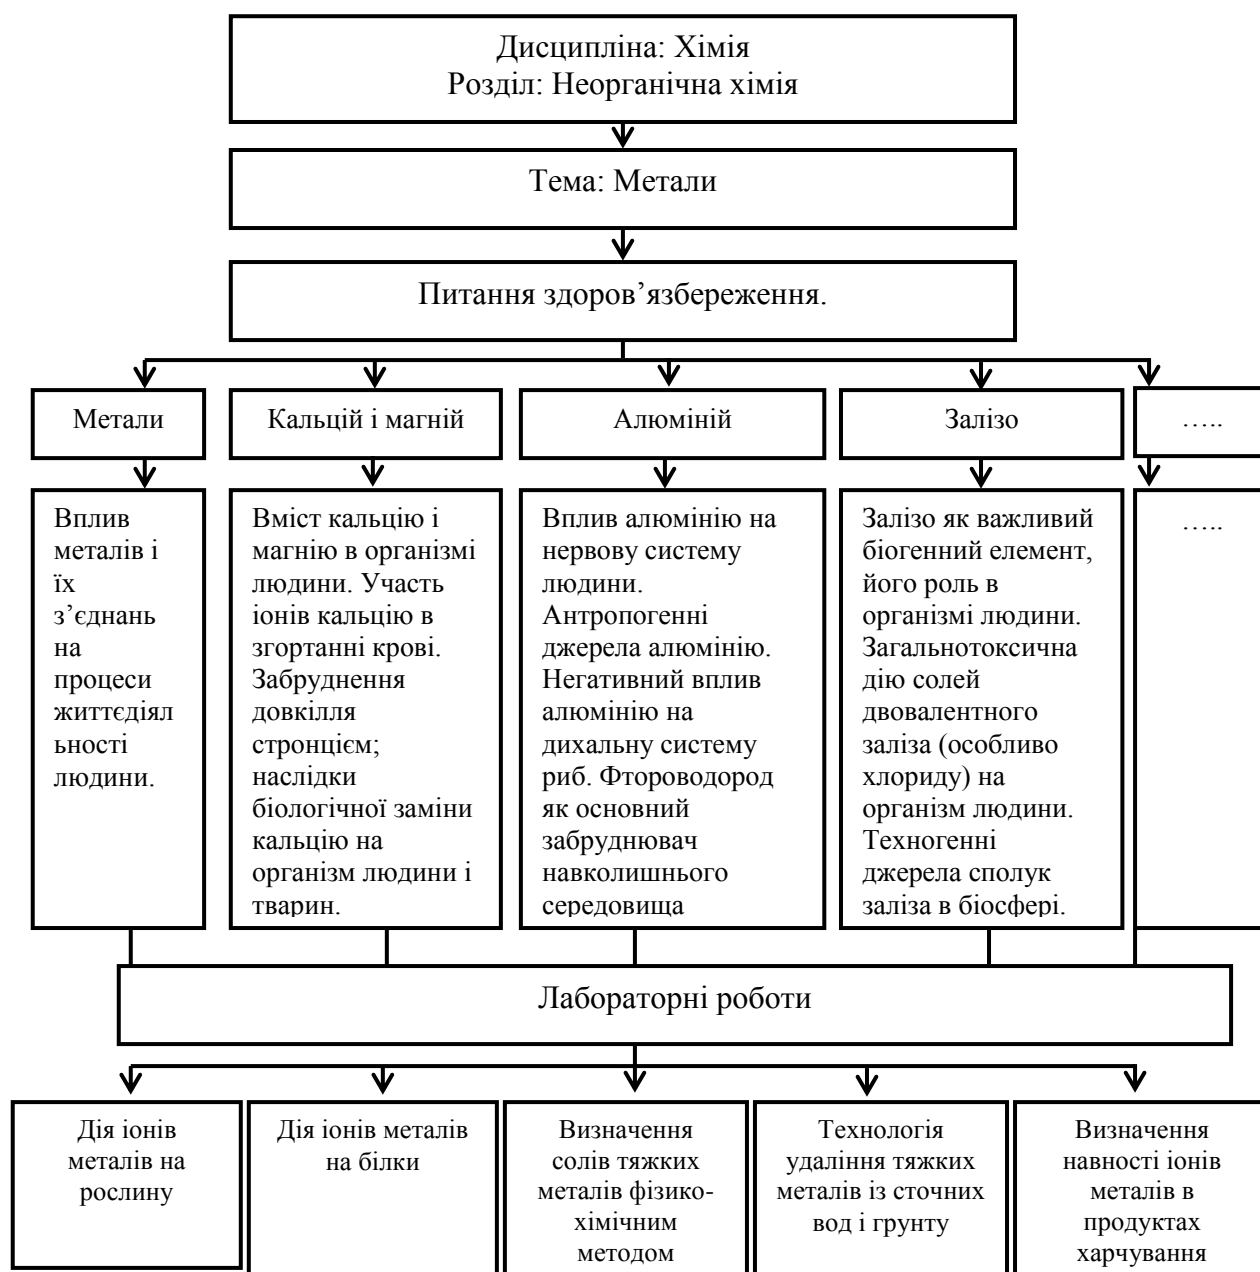 Дисципліна: Хімія
Розділ: Неорганічна хімія
Тема: Метали
Питання здоров’язбереження.
Метали
Кальцій і магній
Алюміній
Залізо
…..
Вплив
металів і
їх
з’єднань
на
процеси
життєдіял
ьності
людини.
Вміст кальцію і
магнію в організмі
людини. Участь
іонів кальцію в
згортанні крові.
Забруднення
довкілля
стронцієм;
наслідки
біологічної заміни
кальцію на
організм людини і
тварин.
Вплив алюмінію на
нервову систему
людини.
Антропогенні
джерела алюмінію.
Негативний вплив
алюмінію на
дихальну систему
риб. Фтороводород
як основний
забруднювач
навколишнього
середовища
Залізо як важливий
біогенний елемент,
його роль в
організмі людини.
Загальнотоксична
дію солей
двовалентного
заліза (особливо
хлориду) на
організм людини.
Техногенні
джерела сполук
заліза в біосфері.
…..
Лабораторні роботи
Дія іонів
металів на
рослину
Дія іонів металів
на білки
Визначення
солів тяжких
металів фізико-
хімічним
методом
Технологія
удаління тяжких
металів із сточних
вод і грунту
Визначення
навності іонів
металів в
продуктах
харчування